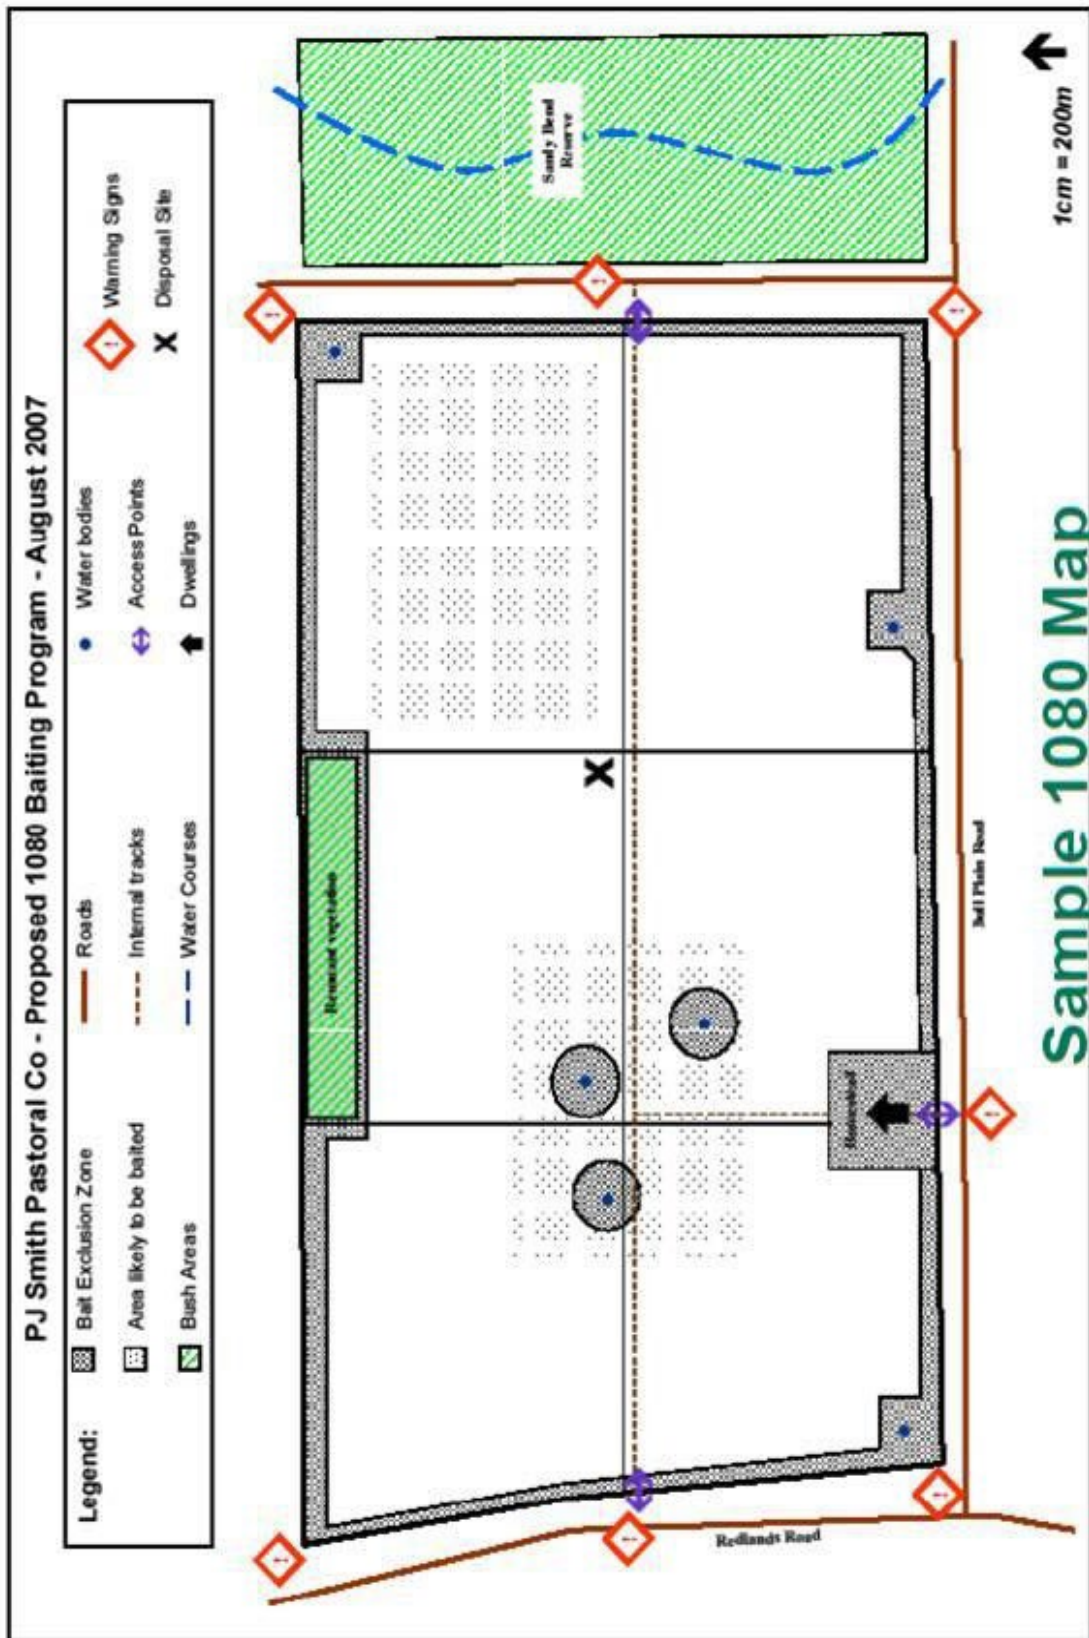 PJ Smith Pastoral Co - Proposed 1080 Baiting Program - August 2007
Legend:
Bait Exclusion Zone
Roads
Water bodies
Warning Signs
Area likely to be baited
Internal tracks
Access Points
Disposal Site
Bush Areas
Water Courses
Dwellings
Remnant vegetation
Sandy Bend
Reserve
Homestead
Redlands Road
Plain Road
1cm = 200m
Sample 1080 Map